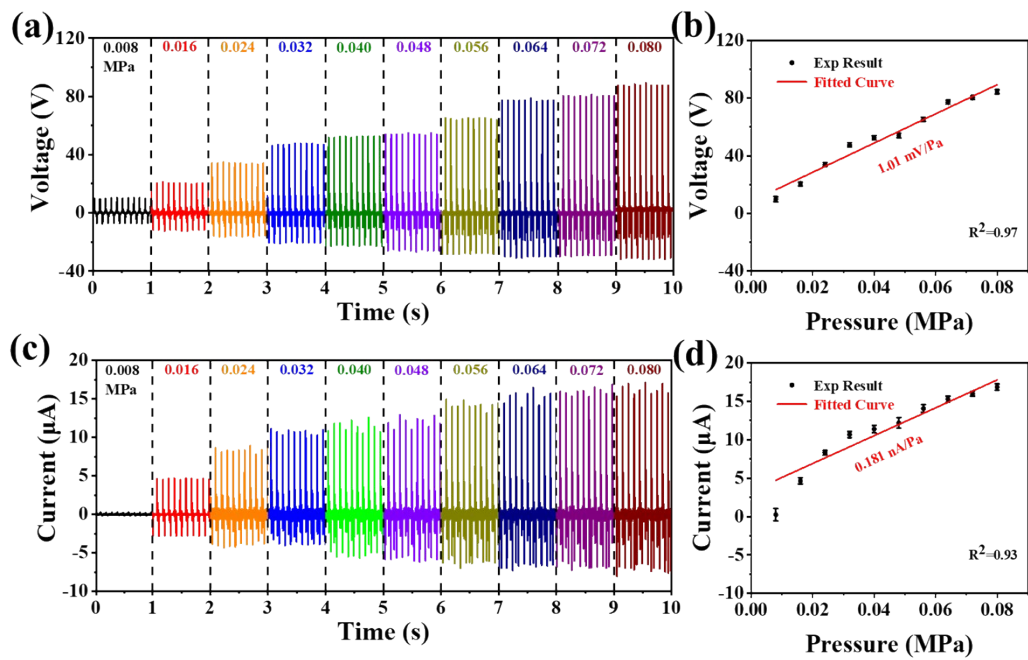 (a)
120
80
40
0
-40
Voltage (V)
0.008 0.016 0.024 0.032 0.040 0.048 0.056 0.064 0.072 0.080
MPa
0 1 2 3 4 5 6 7 8 9 10
Time (s)
(b)
120
80
40
0
-40
Voltage (V)
Exp Result
Fitted Curve
1.01 mV/Pa
R²=0.97
0.00 0.02 0.04 0.06 0.08
Pressure (MPa)
(c)
20
15
10
5
0
-5
-10
Current (μA)
0.008 0.016 0.024 0.032 0.040 0.048 0.056 0.064 0.072 0.080
MPa
0 1 2 3 4 5 6 7 8 9 10
Time (s)
(d)
20
15
10
5
0
-5
-10
Current (μA)
Exp Result
Fitted Curve
0.181 nA/Pa
R²=0.93
0.00 0.02 0.04 0.06 0.08
Pressure (MPa)